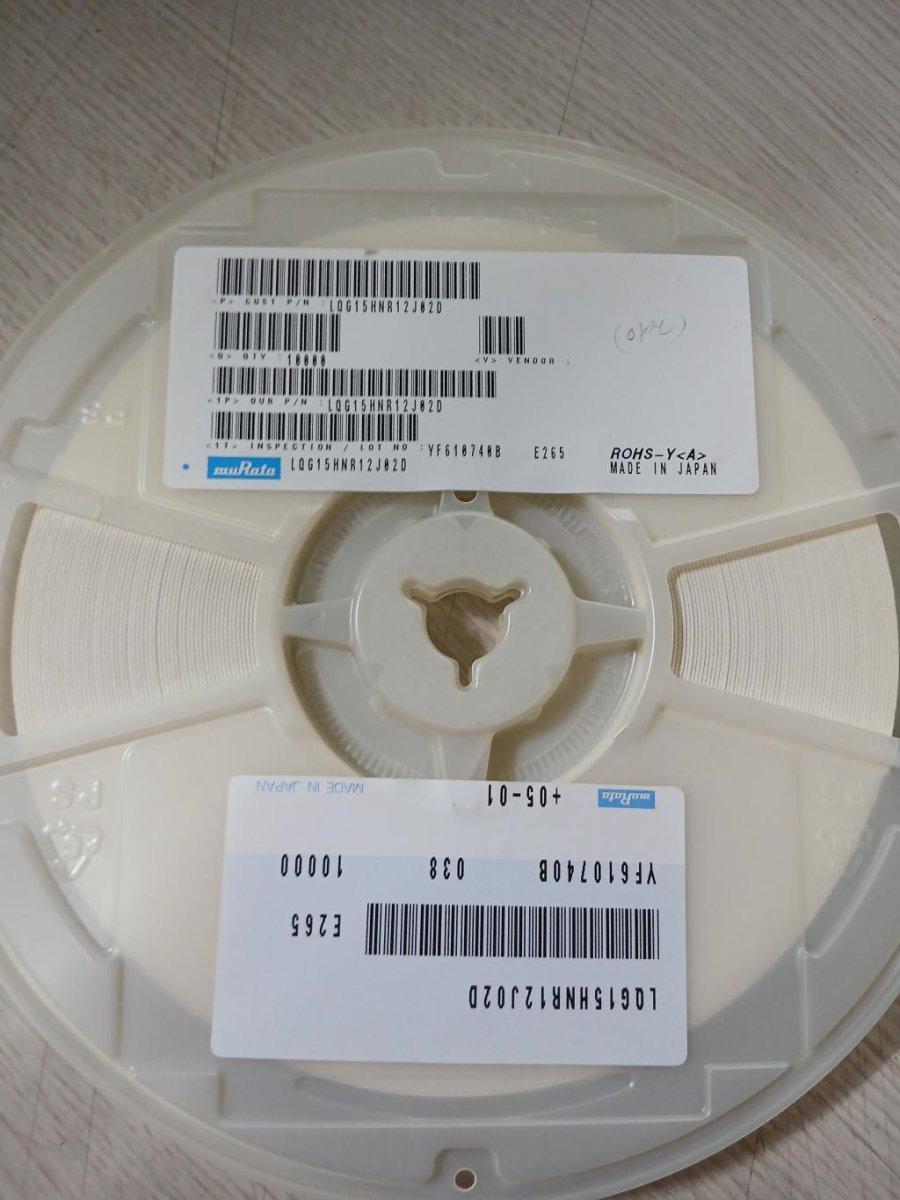 <P> CUST P/N : LQG15HNR12J02D
<Q> QTY : 10000
<V> VENDOR :
<1P> OUR P/N : LQG15HNR12J02D
<1T> INSPECTION / LOT NO : YF610740B E265
ROHS-Y<A>
muRata LQG15HNR12J02D
MADE IN JAPAN
LQG15HNR12J02D
E265
YF610740B 038 10000
muRata +05-01 MADE IN JAPAN
PS